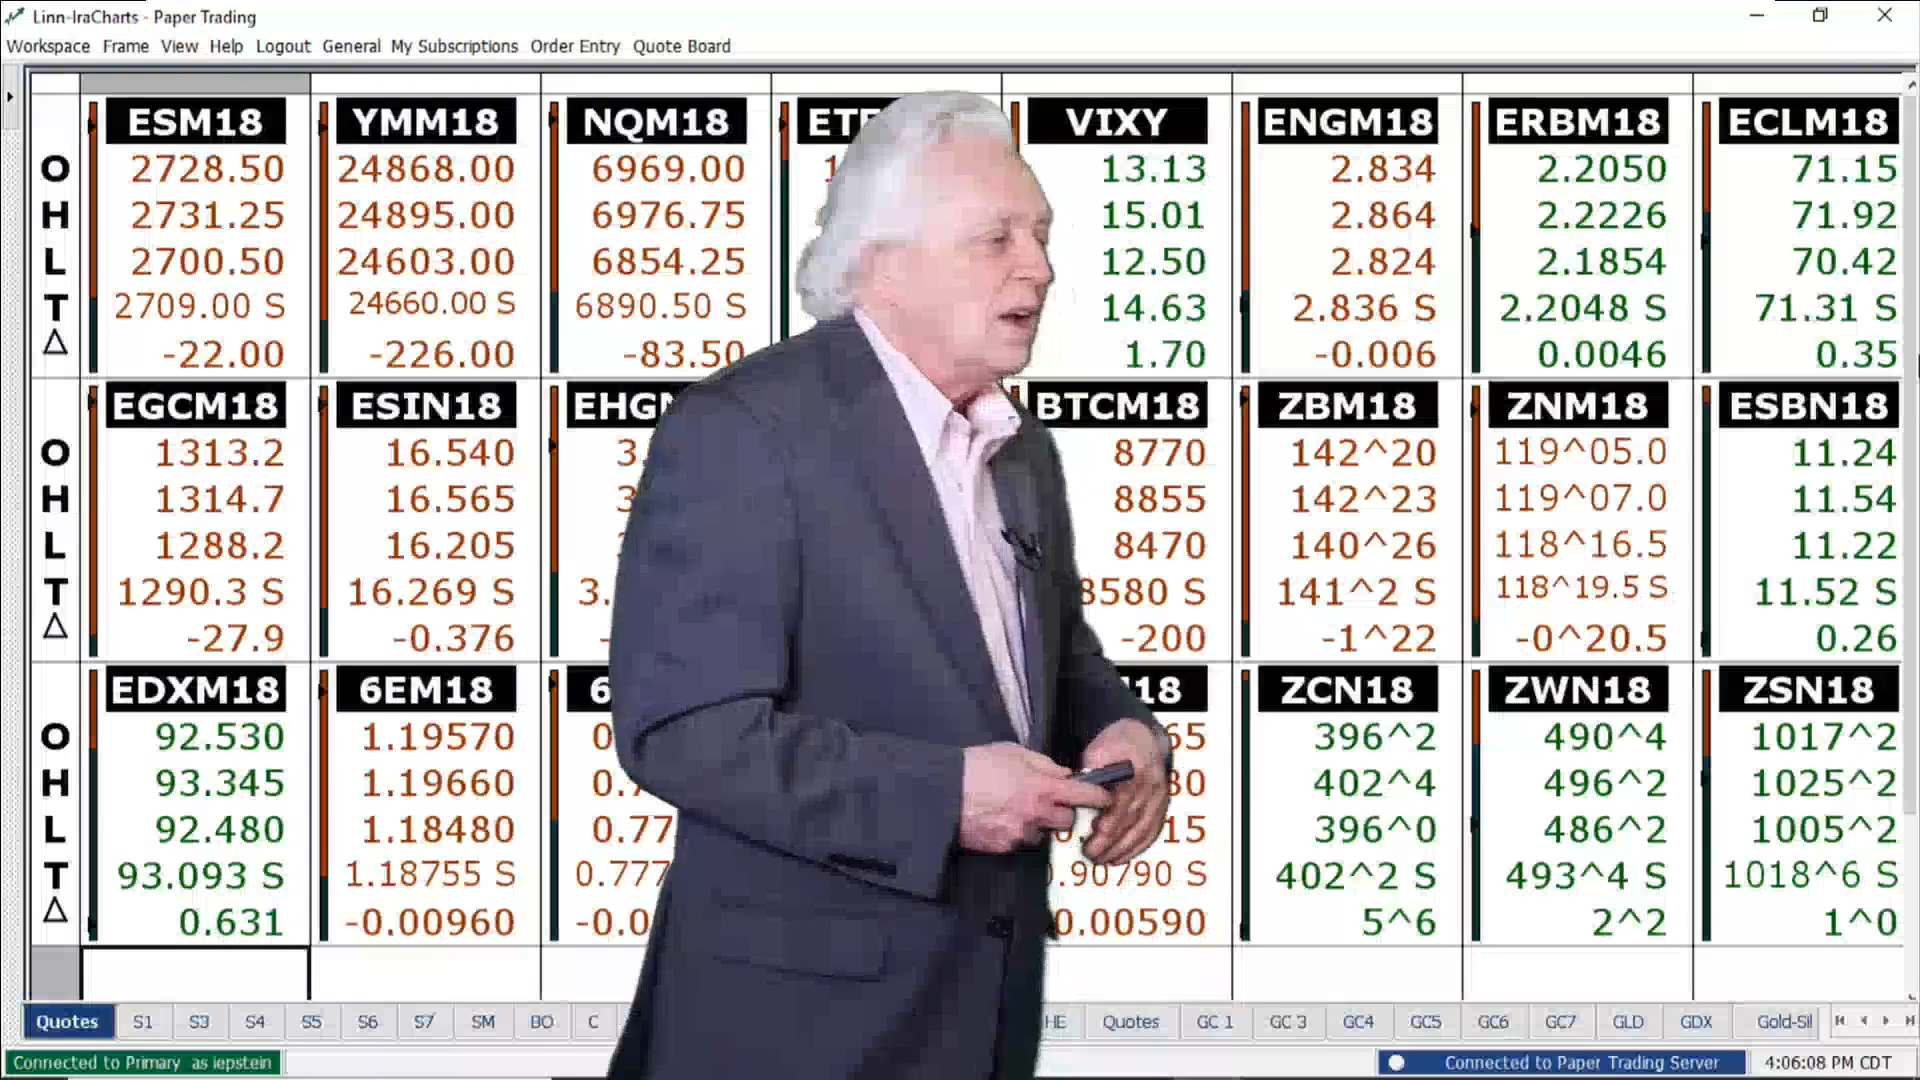 Linn-IraCharts - Paper Trading
Workspace Frame View Help Logout General My Subscriptions Order Entry Quote Board
ESM18 YMM18 NQM18 VIXY ENGM18 ERBM18 ECLM18
O 2728.50 24868.00 6969.00 13.13 2.834 2.2050 71.15
H 2731.25 24895.00 6976.75 15.01 2.864 2.2226 71.92
L 2700.50 24603.00 6854.25 12.50 2.824 2.1854 70.42
T 2709.00 S 24660.00 S 6890.50 S 14.63 2.836 S 2.2048 S 71.31 S
Δ -22.00 -226.00 -83.50 1.70 -0.006 0.0046 0.35
EGCM18 ESIN18 BTCM18 ZBM18 ZNM18 ESBN18
O 1313.2 16.540 8770 142^20 119^05.0 11.24
H 1314.7 16.565 8855 142^23 119^07.0 11.54
L 1288.2 16.205 8470 140^26 118^16.5 11.22
T 1290.3 S 16.269 S 8580 S 141^2 S 118^19.5 S 11.52 S
Δ -27.9 -0.376 -200 -1^22 -0^20.5 0.26
EDXM18 6EM18 ZCN18 ZWN18 ZSN18
O 92.530 1.19570 396^2 490^4 1017^2
H 93.345 1.19660 402^4 496^2 1025^2
L 92.480 1.18480 396^0 486^2 1005^2
T 93.093 S 1.18755 S 402^2 S 493^4 S 1018^6 S
Δ 0.631 -0.00960 5^6 2^2 1^0
Quotes S1 S3 S4 S5 S6 S7 SM BO C HE Quotes GC 1 GC 3 GC4 GC5 GC6 GC7 GLD GDX Gold-Sil
Connected to Primary as iepstein Connected to Paper Trading Server 4:06:08 PM CDT